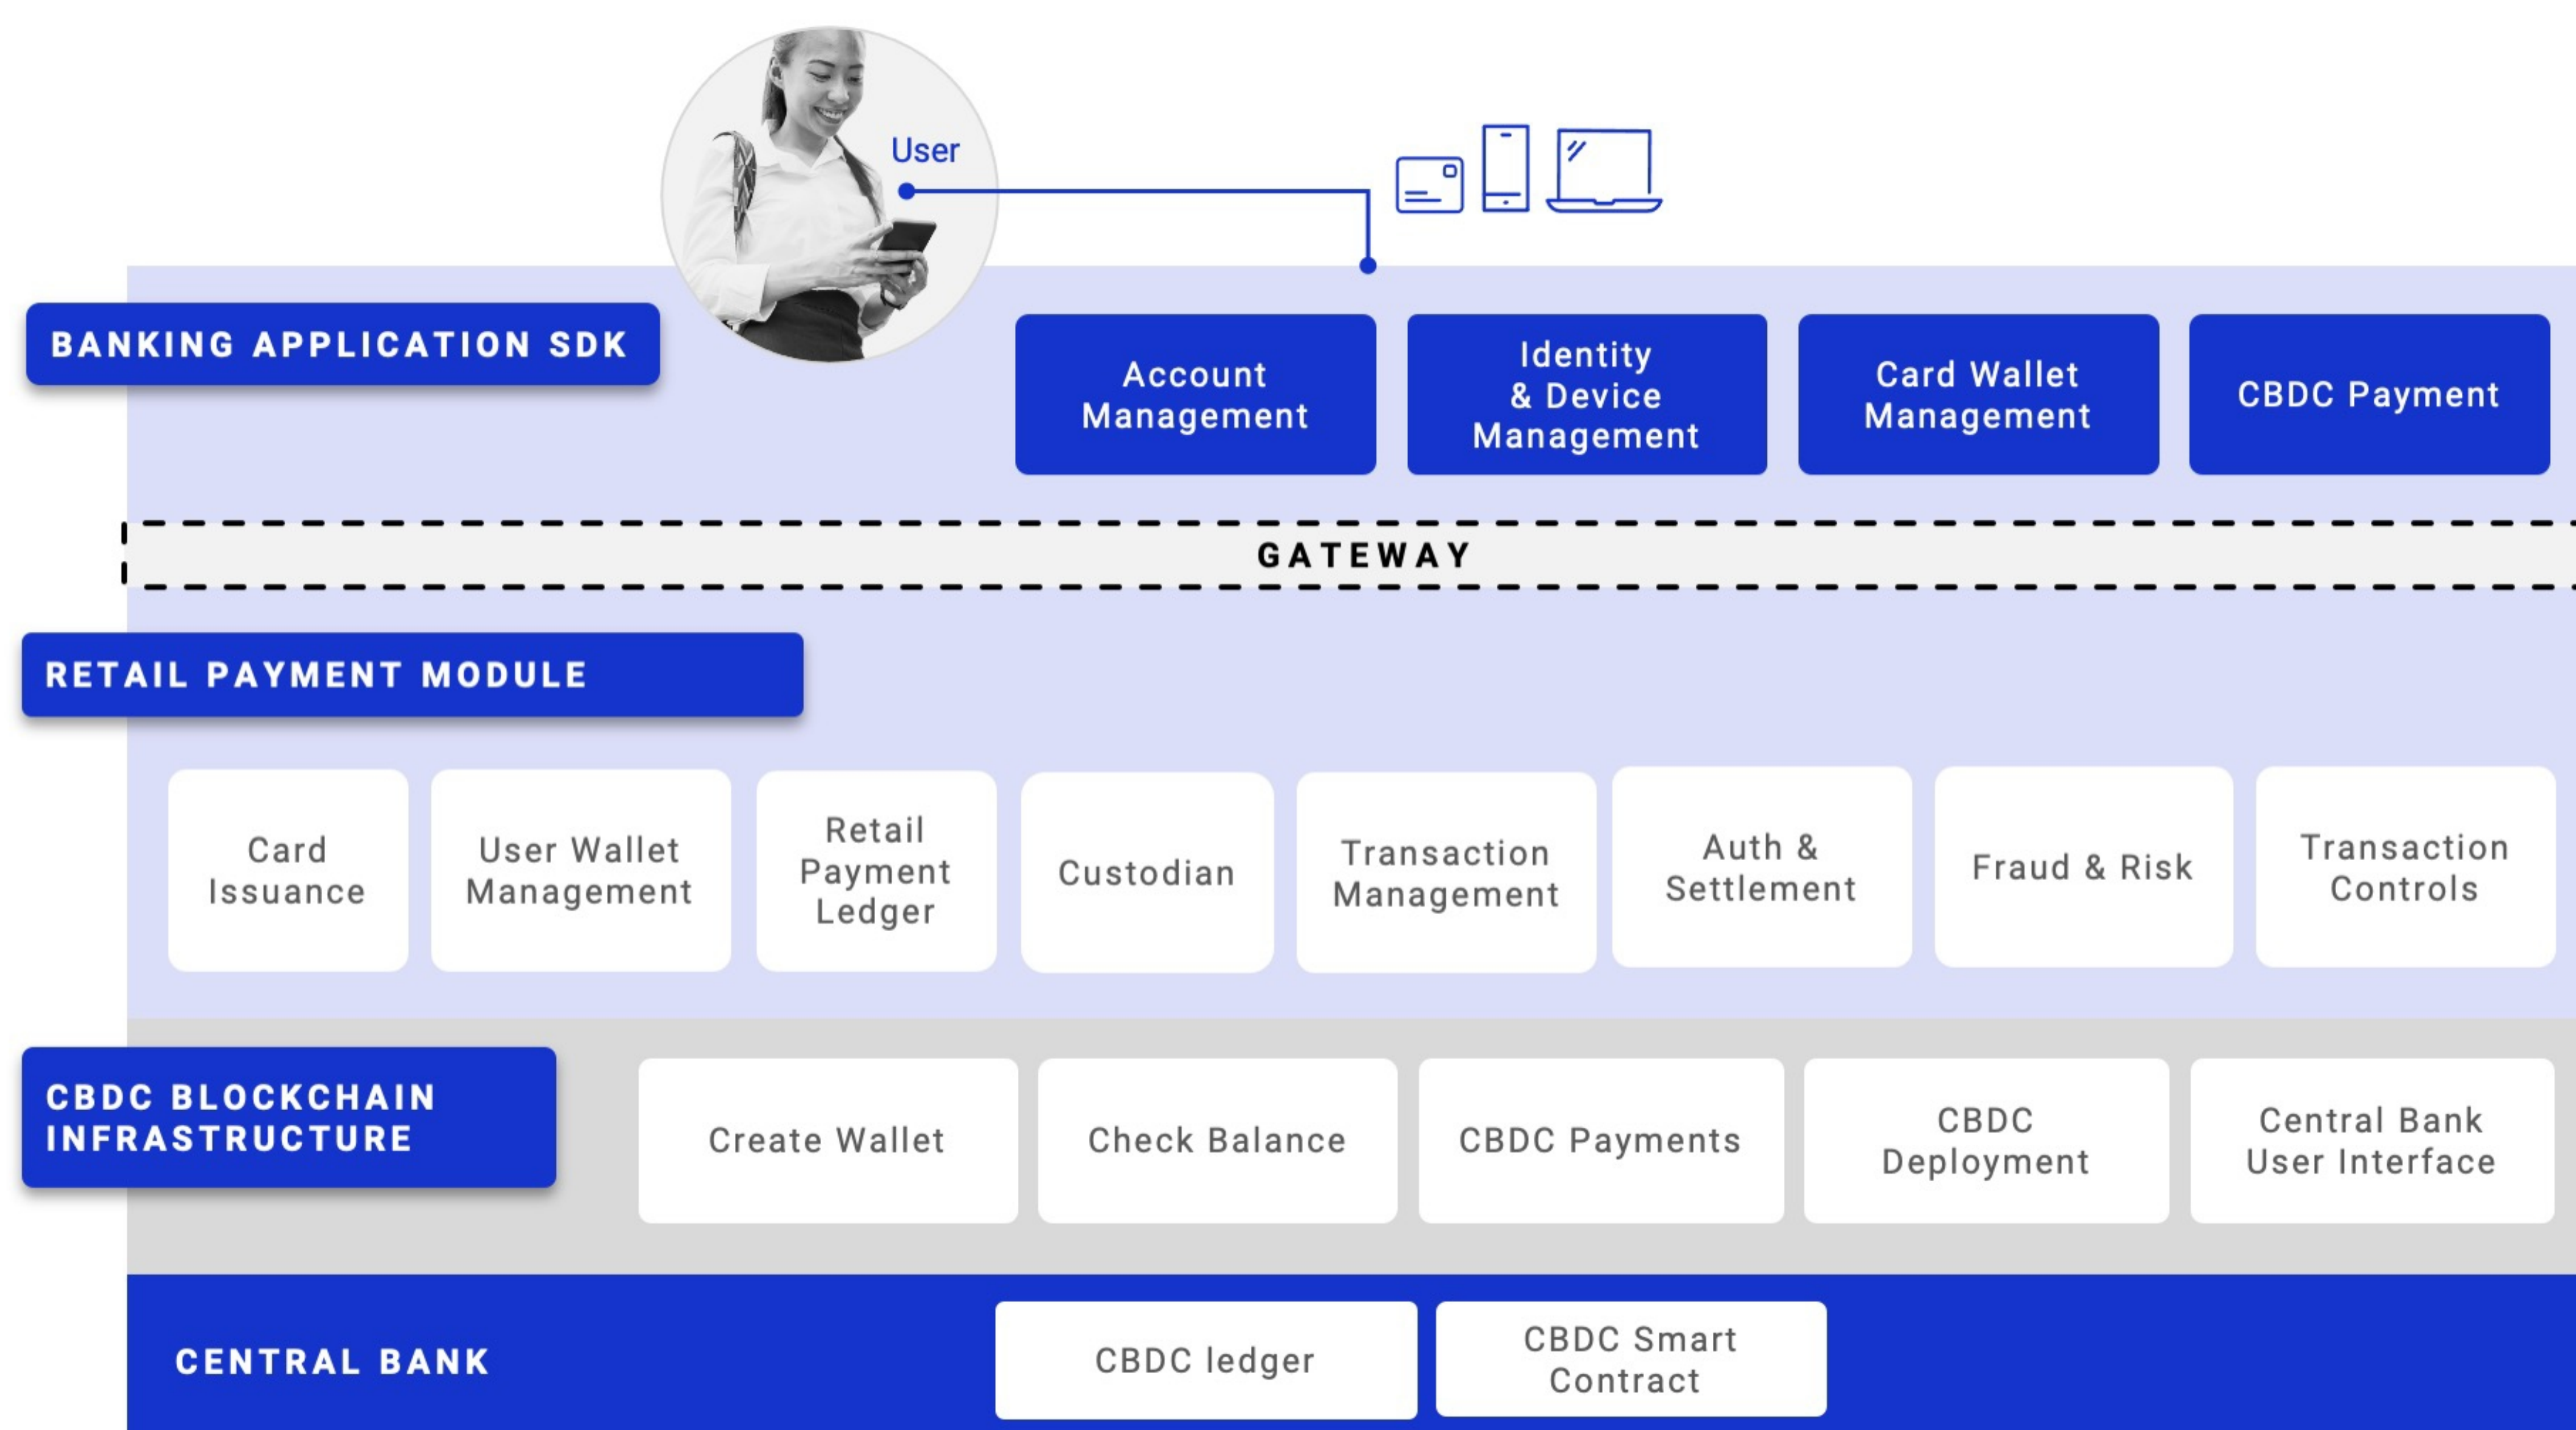 User
BANKING APPLICATION SDK
Account
Management
Identity
& Device
Management
Card Wallet
Management
CBDC Payment
GATEWAY
RETAIL PAYMENT MODULE
Card
Issuance
User Wallet
Management
Retail
Payment
Ledger
Custodian
Transaction
Management
Auth &
Settlement
Fraud & Risk
Transaction
Controls
CBDC BLOCKCHAIN
INFRASTRUCTURE
Create Wallet
Check Balance
CBDC Payments
CBDC
Deployment
Central Bank
User Interface
CENTRAL BANK
CBDC ledger
CBDC Smart
Contract